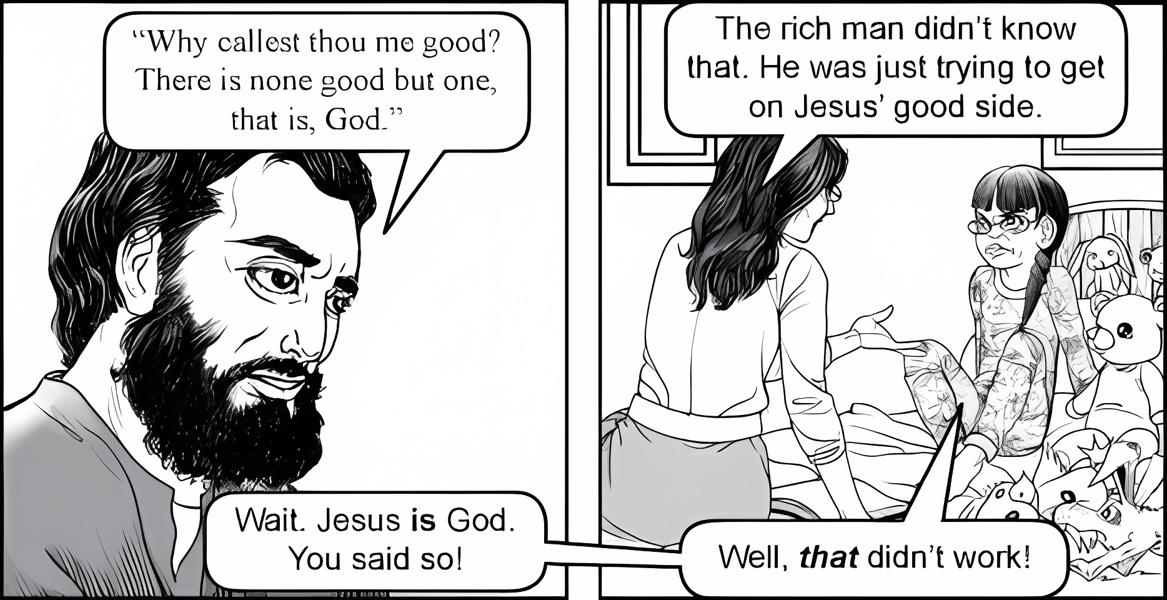 “Why callest thou me good?
There is none good but one,
that is, God.”
Wait. Jesus is God.
You said so!
The rich man didn't know
that. He was just trying to get
on Jesus’ good side.
Well, that didn’t work!